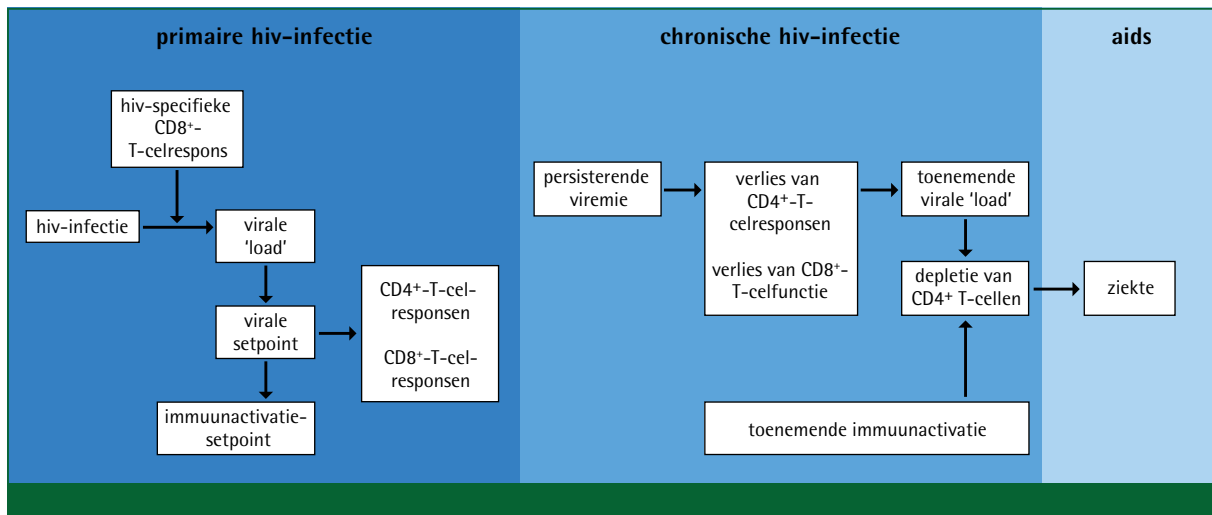 primaire hiv-infectie
hiv-specifieke
CD8⁺-
T-celrespons
hiv-infectie
virale
'load'
virale
setpoint
CD4⁺-T-cel-
responsen
CD8⁺-T-cel-
responsen
immuunactivatie-
setpoint
chronische hiv-infectie
persisterende
viremie
verlies van
CD4⁺-T-
celresponsen
verlies van CD8⁺-
T-celfunctie
toenemende
virale 'load'
depletie van
CD4⁺ T-cellen
toenemende immuunactivatie
aids
ziekte